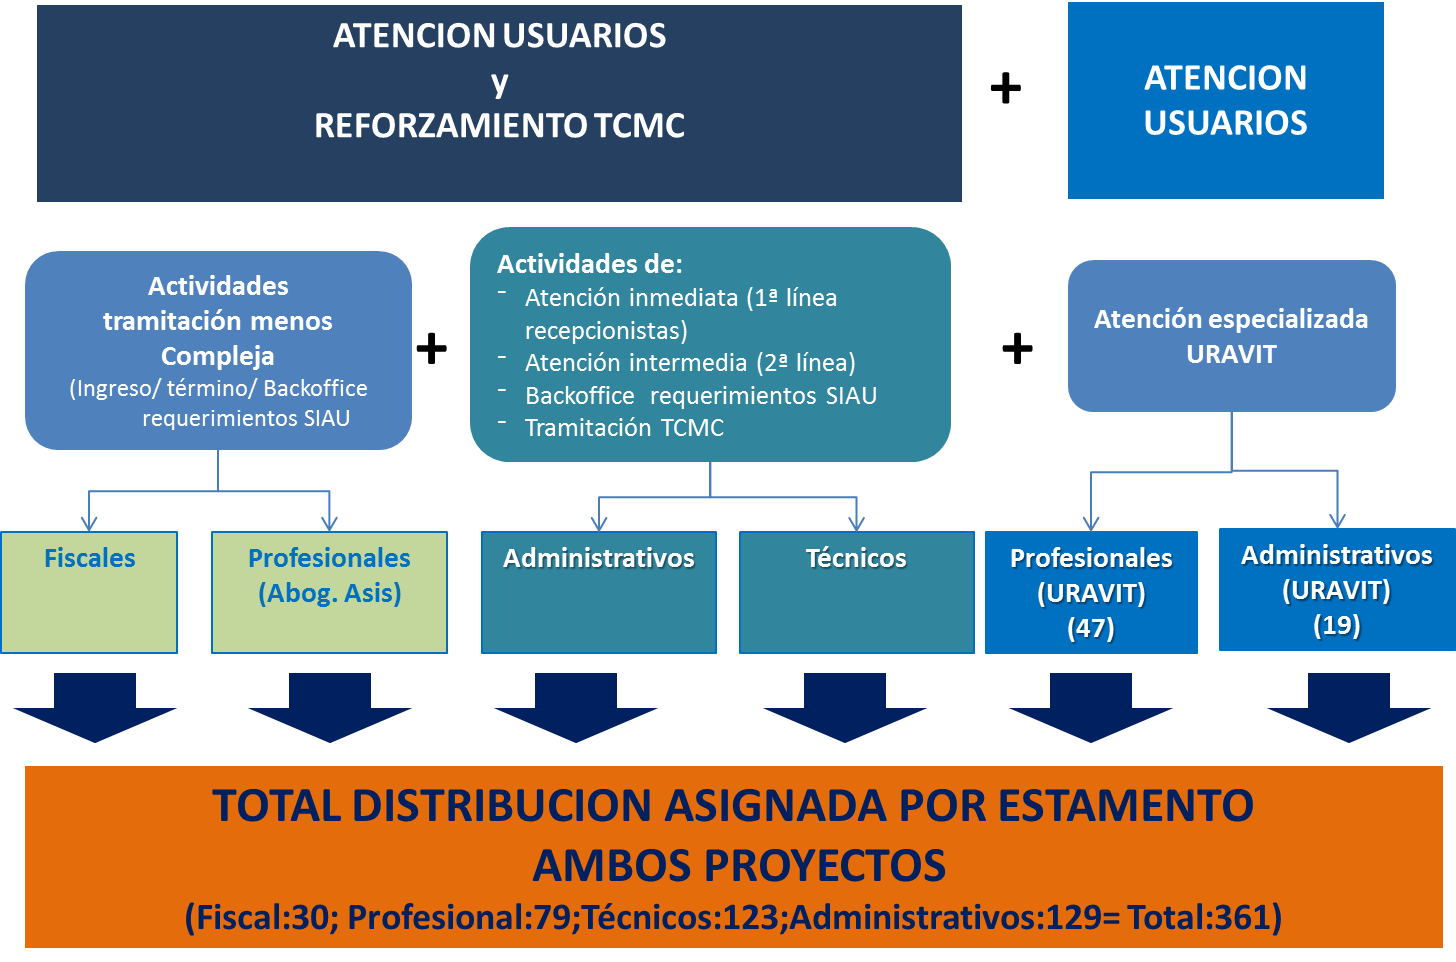 ATENCION USUARIOS
y
REFORZAMIENTO TCMC
+
ATENCION
USUARIOS
Actividades
tramitación menos
Compleja
(Ingreso/ término/ Backoffice
requerimientos SIAU
+
Actividades de:
- Atención inmediata (1ª línea
recepcionistas)
- Atención intermedia (2ª línea)
- Backoffice requerimientos SIAU
- Tramitación TCMC
+
Atención especializada
URAVIT
Fiscales
Profesionales
(Abog. Asis)
Administrativos
Técnicos
Profesionales
(URAVIT)
(47)
Administrativos
(URAVIT)
(19)
TOTAL DISTRIBUCION ASIGNADA POR ESTAMENTO
AMBOS PROYECTOS
(Fiscal:30; Profesional:79;Técnicos:123;Administrativos:129= Total:361)